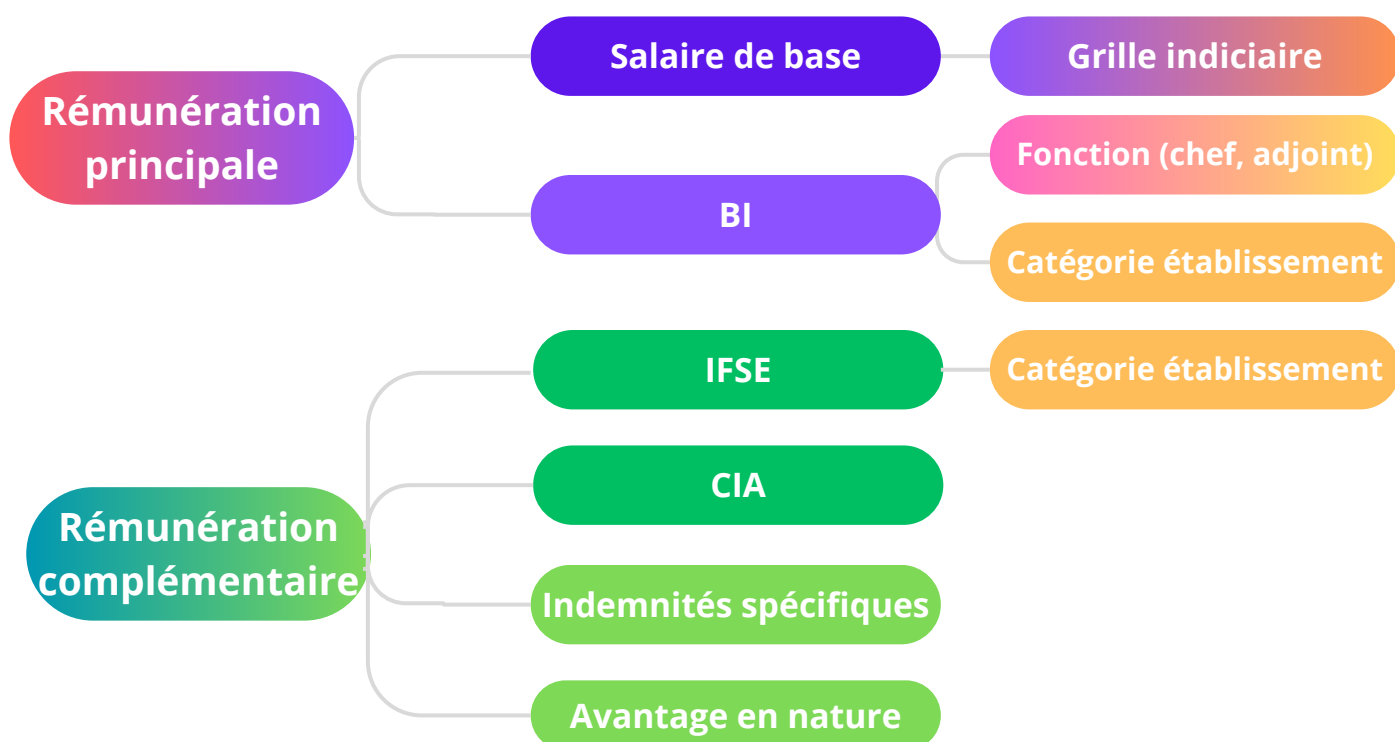 Rémunération
principale
Salaire de base
Grille indiciaire
BI
Fonction (chef, adjoint)
Catégorie établissement
Rémunération
complémentaire
IFSE
Catégorie établissement
CIA
Indemnités spécifiques
Avantage en nature